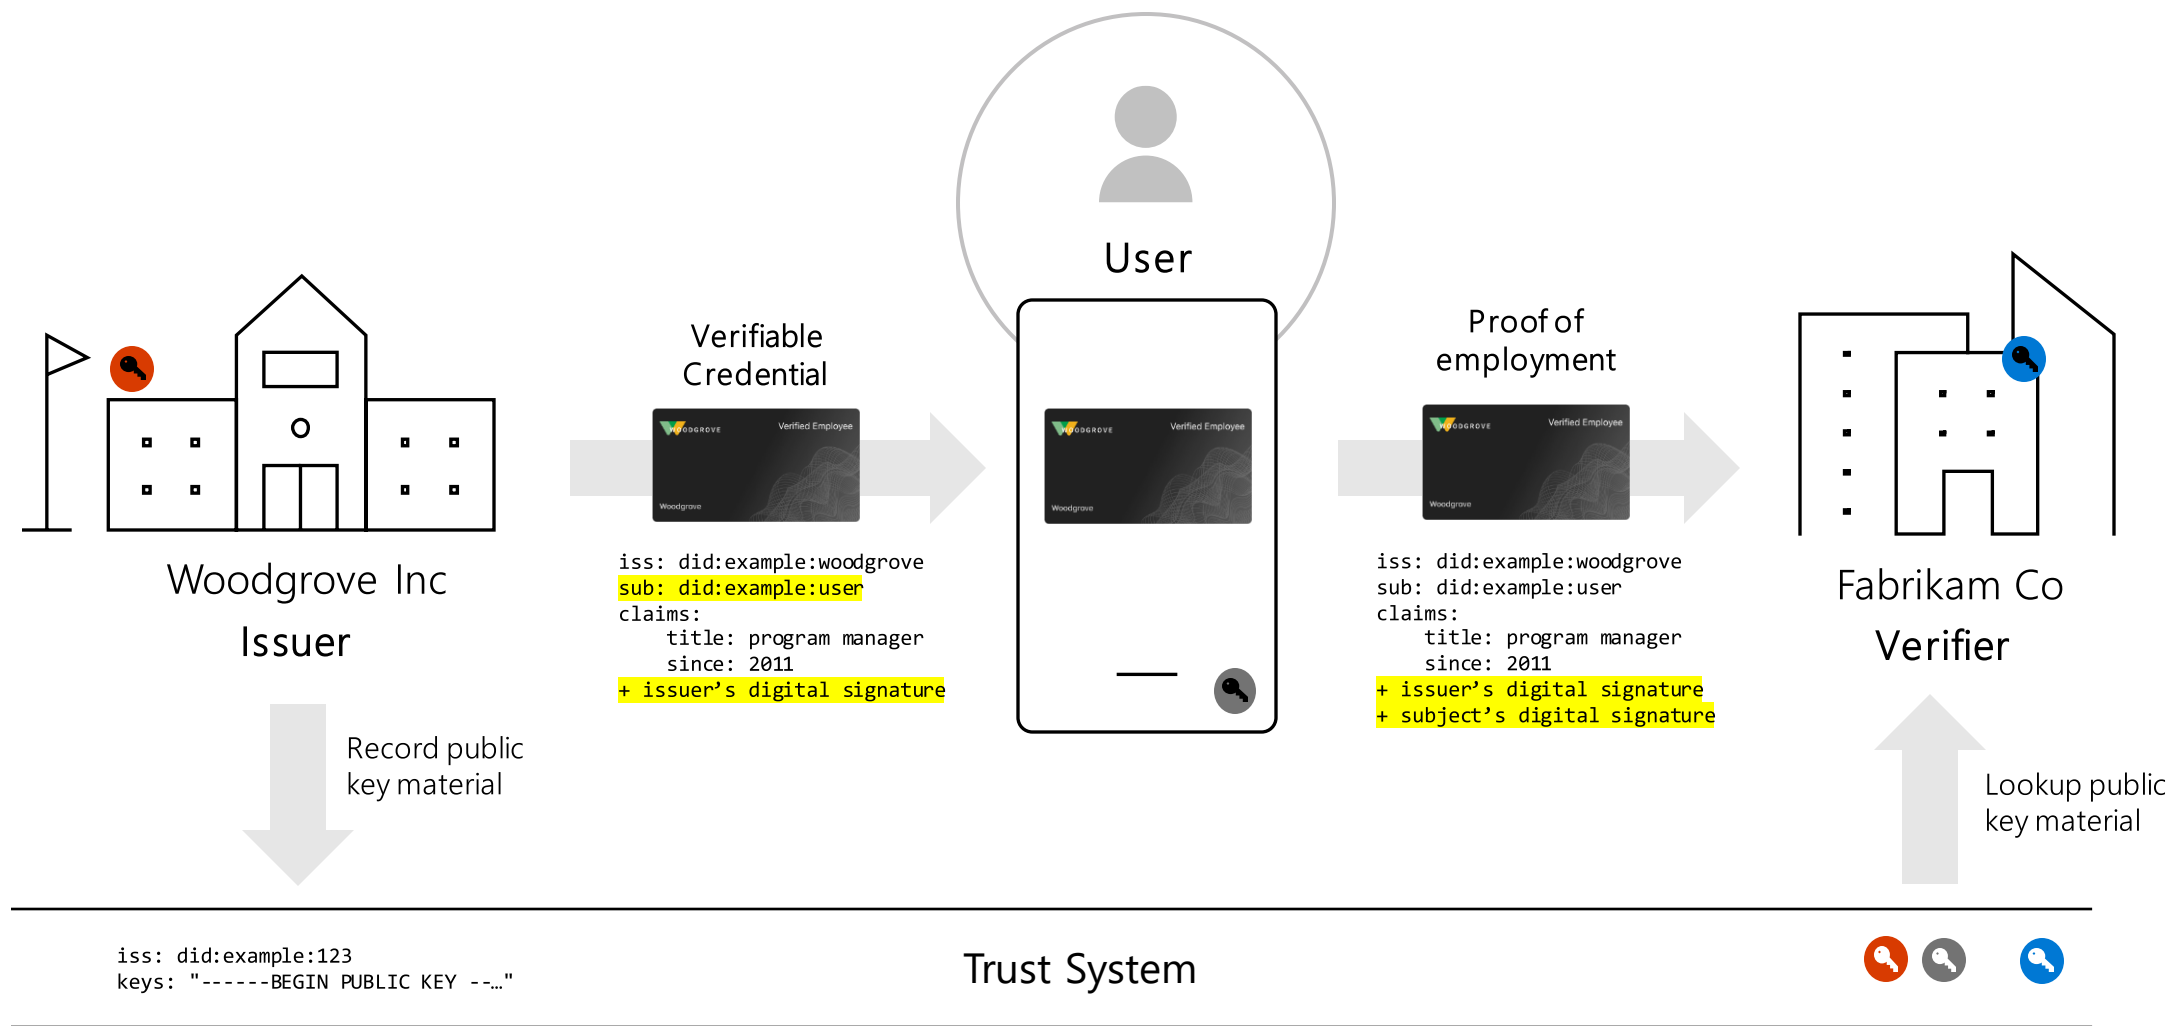 User
Verifiable
Credential
WOODGROVE
Verified Employee
Woodgrove
iss: did:example:woodgrove
sub: did:example:user
claims:
title: program manager
since: 2011
+ issuer’s digital signature
WOODGROVE
Verified Employee
Woodgrove
Proof of
employment
WOODGROVE
Verified Employee
Woodgrove
iss: did:example:woodgrove
sub: did:example:user
claims:
title: program manager
since: 2011
+ issuer’s digital signature
+ subject’s digital signature
Woodgrove Inc
Issuer
Fabrikam Co
Verifier
Record public
key material
Lookup public
key material
iss: did:example:123
keys: "------BEGIN PUBLIC KEY --…"
Trust System